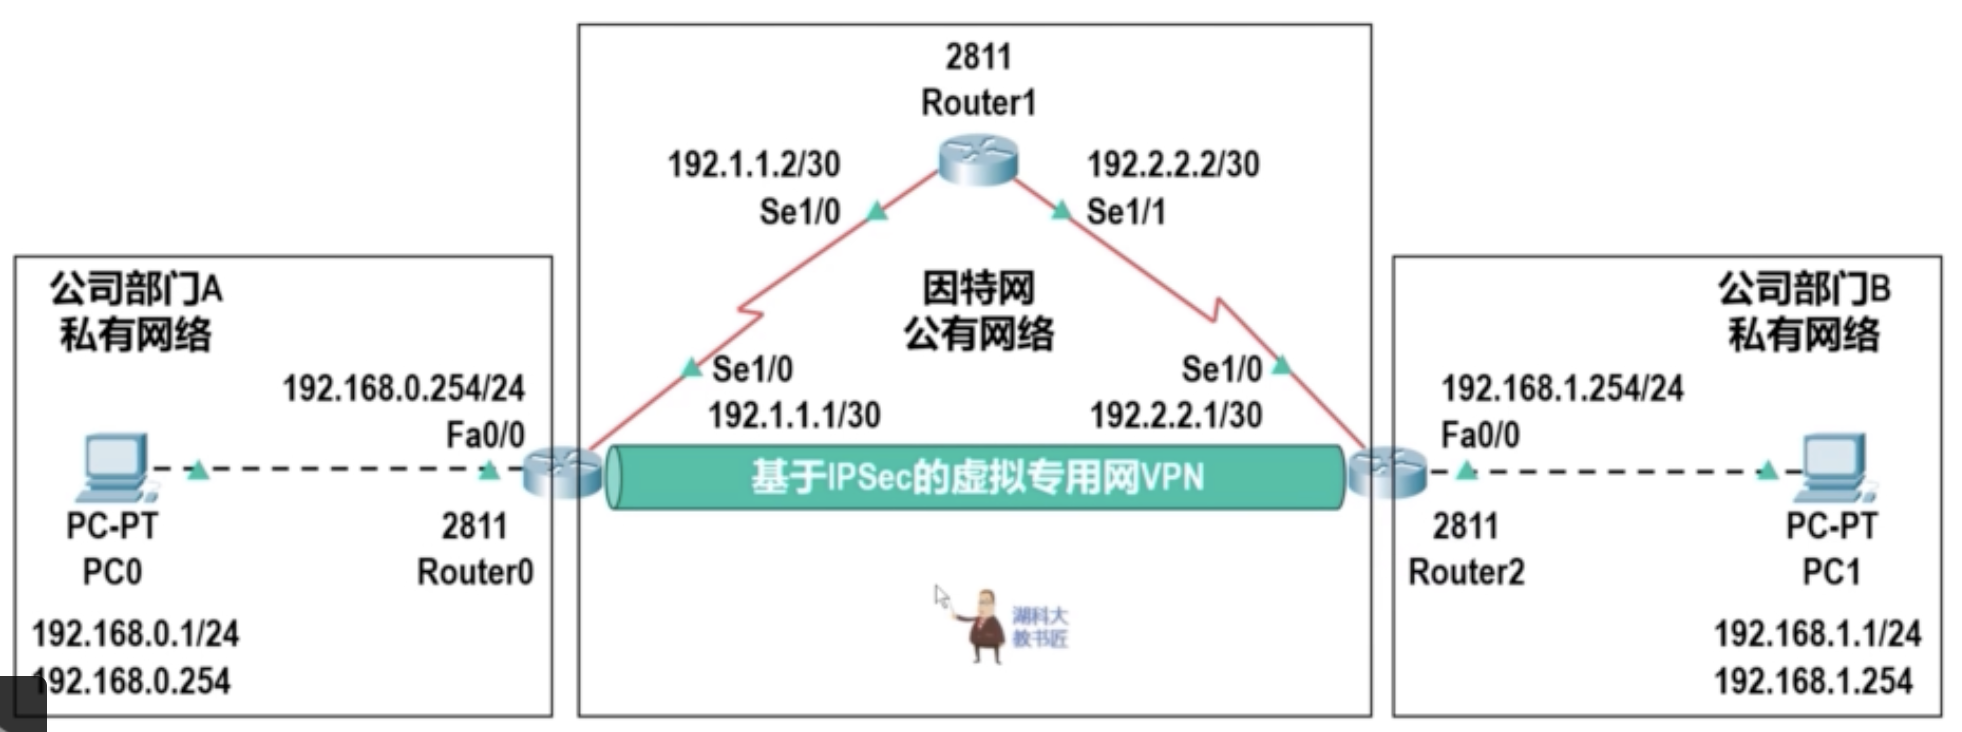 2811
Router1
192.1.1.2/30
Se1/0
192.2.2.2/30
Se1/1
因特网
公有网络
Se1/0
192.1.1.1/30
Se1/0
192.2.2.1/30
基于IPSec的虚拟专用网VPN
公司部门A
私有网络
192.168.0.254/24
Fa0/0
PC-PT
PC0
2811
Router0
192.168.0.1/24
192.168.0.254
公司部门B
私有网络
192.168.1.254/24
Fa0/0
2811
Router2
PC-PT
PC1
192.168.1.1/24
192.168.1.254
湖科大
教书匠